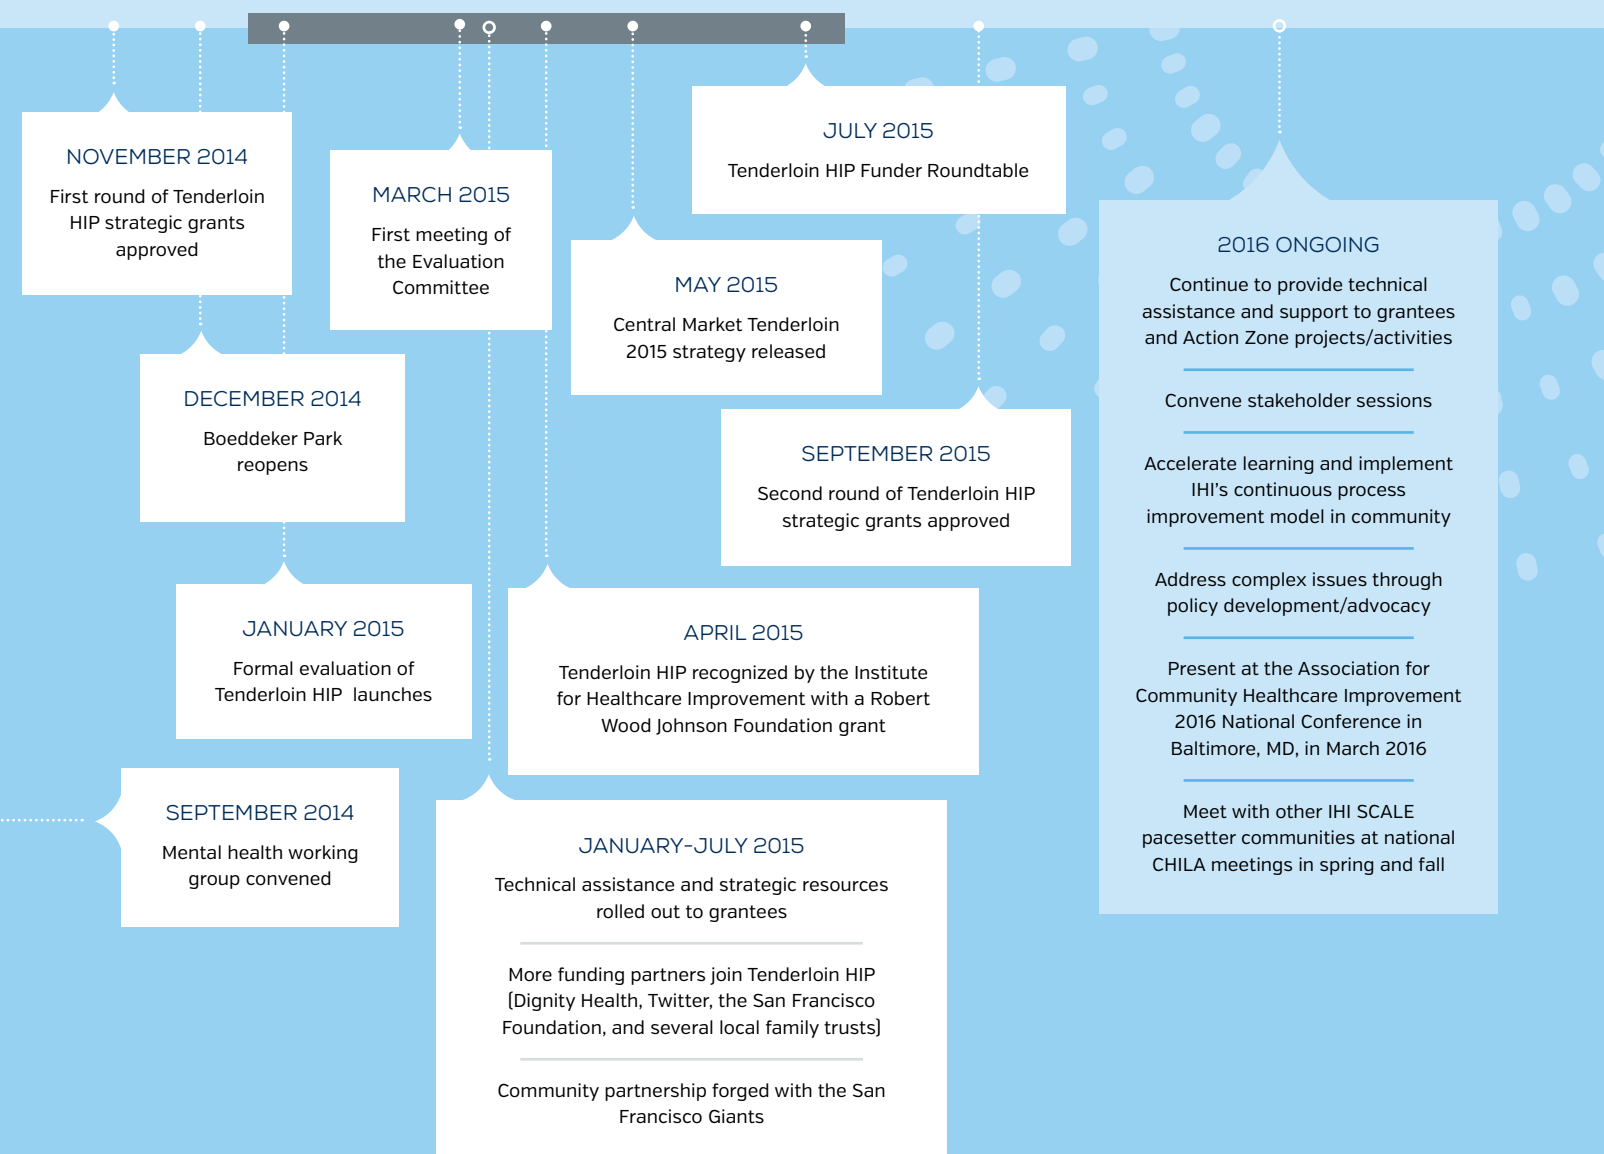 NOVEMBER 2014
First round of Tenderloin
HIP strategic grants
approved
DECEMBER 2014
Boeddeker Park
reopens
JANUARY 2015
Formal evaluation of
Tenderloin HIP launches
SEPTEMBER 2014
Mental health working
group convened
MARCH 2015
First meeting of
the Evaluation
Committee
JULY 2015
Tenderloin HIP Funder Roundtable
MAY 2015
Central Market Tenderloin
2015 strategy released
SEPTEMBER 2015
Second round of Tenderloin HIP
strategic grants approved
APRIL 2015
Tenderloin HIP recognized by the Institute
for Healthcare Improvement with a Robert
Wood Johnson Foundation grant
JANUARY-JULY 2015
Technical assistance and strategic resources
rolled out to grantees
More funding partners join Tenderloin HIP
(Dignity Health, Twitter, the San Francisco
Foundation, and several local family trusts)
Community partnership forged with the San
Francisco Giants
2016 ONGOING
Continue to provide technical
assistance and support to grantees
and Action Zone projects/activities
Convene stakeholder sessions
Accelerate learning and implement
IHI's continuous process
improvement model in community
Address complex issues through
policy development/advocacy
Present at the Association for
Community Healthcare Improvement
2016 National Conference in
Baltimore, MD, in March 2016
Meet with other IHI SCALE
pacesetter communities at national
CHILA meetings in spring and fall